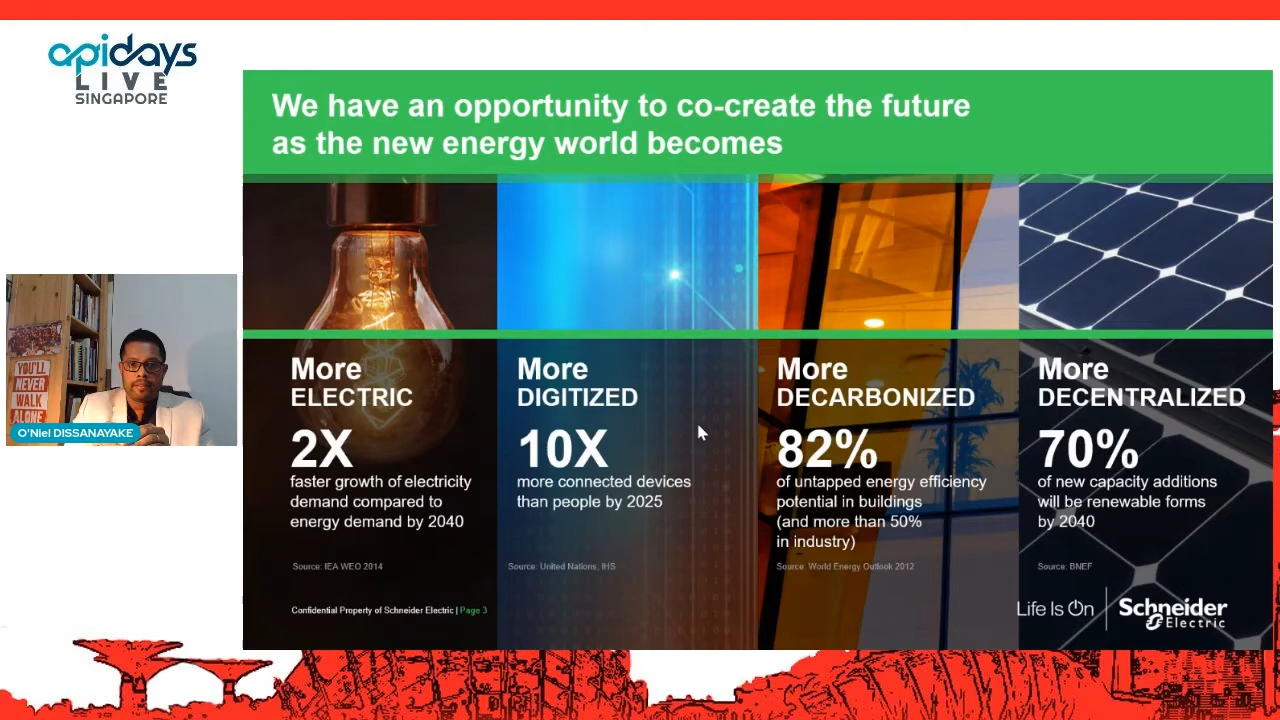 apidays
LIVE
SINGAPORE
We have an opportunity to co-create the future
as the new energy world becomes
YOU'LL
NEVER
WALK
ALONE
O'Niel DISSANAYAKE
More
ELECTRIC
2X
faster growth of electricity
demand compared to
energy demand by 2040
Source: IEA WEO 2014
More
DIGITIZED
10X
more connected devices
than people by 2025
Source: United Nations, IHS
More
DECARBONIZED
82%
of untapped energy efficiency
potential in buildings
(and more than 50%
in industry)
Source: World Energy Outlook 2012
More
DECENTRALIZED
70%
of new capacity additions
will be renewable forms
by 2040
Source: BNEF
Confidential Property of Schneider Electric | Page 3
Life Is On
Schneider
Electric